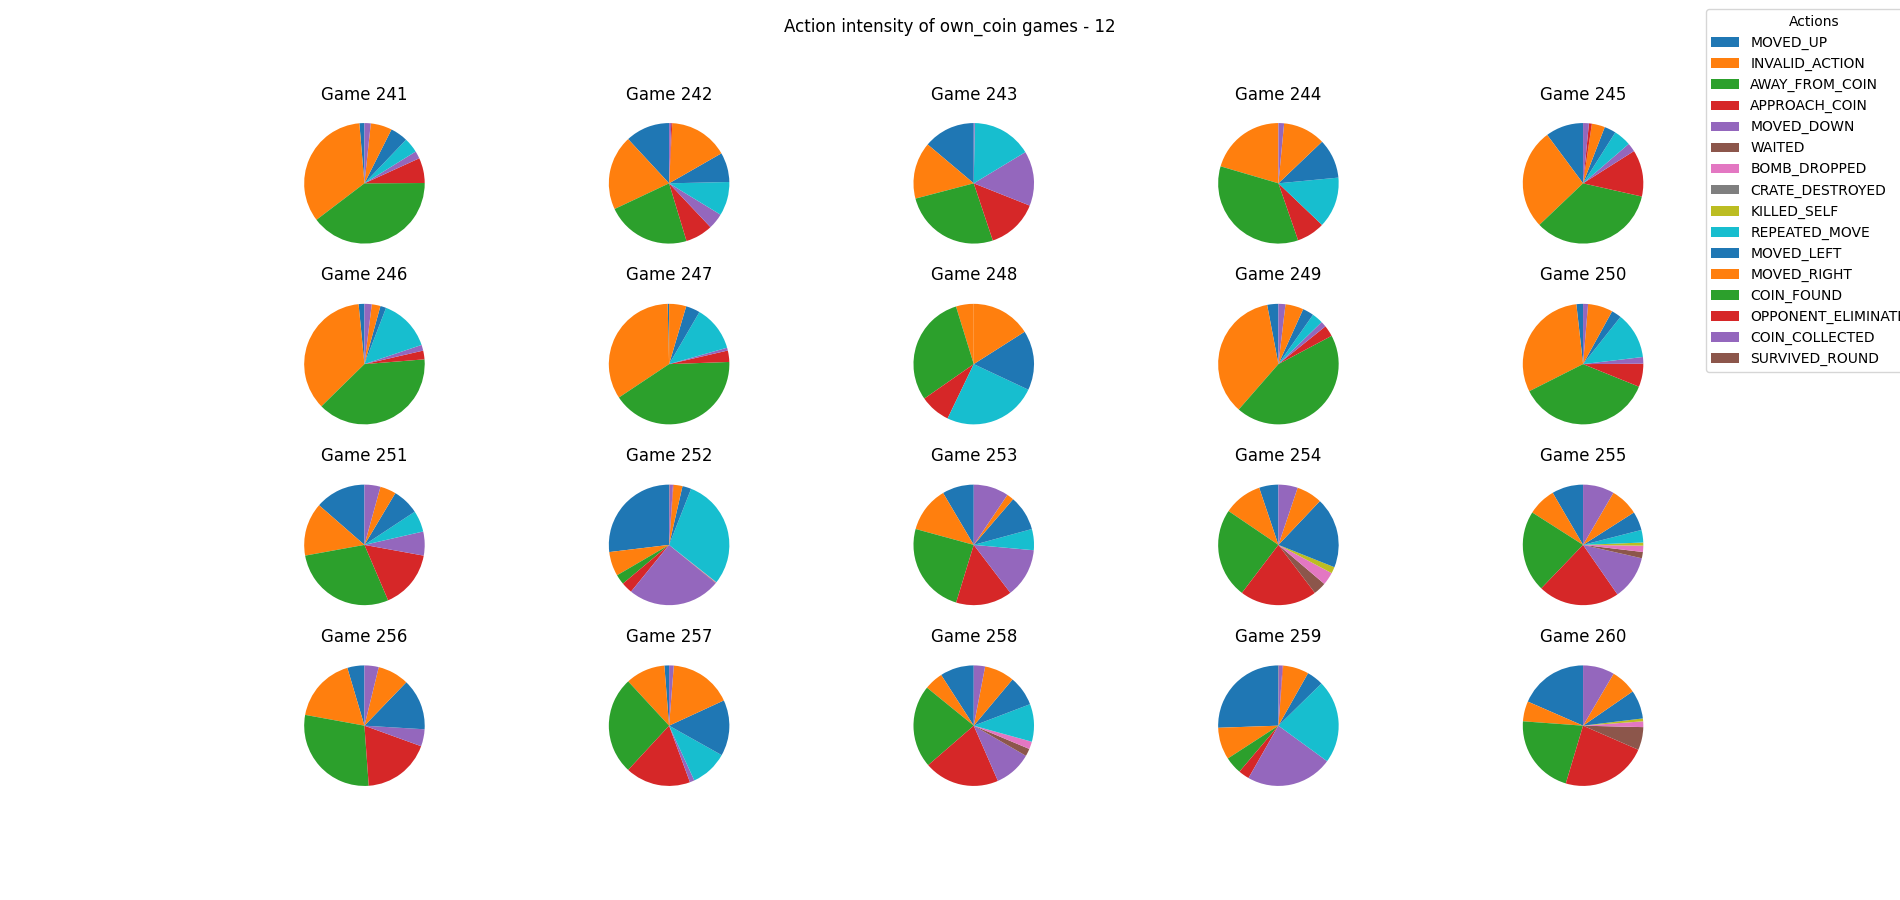 Action intensity of own_coin games - 12
Actions
MOVED_UP
INVALID_ACTION
AWAY_FROM_COIN
APPROACH_COIN
MOVED_DOWN
WAITED
BOMB_DROPPED
CRATE_DESTROYED
KILLED_SELF
REPEATED_MOVE
MOVED_LEFT
MOVED_RIGHT
COIN_FOUND
OPPONENT_ELIMINATI
COIN_COLLECTED
SURVIVED_ROUND
Game 241
Game 242
Game 243
Game 244
Game 245
Game 246
Game 247
Game 248
Game 249
Game 250
Game 251
Game 252
Game 253
Game 254
Game 255
Game 256
Game 257
Game 258
Game 259
Game 260